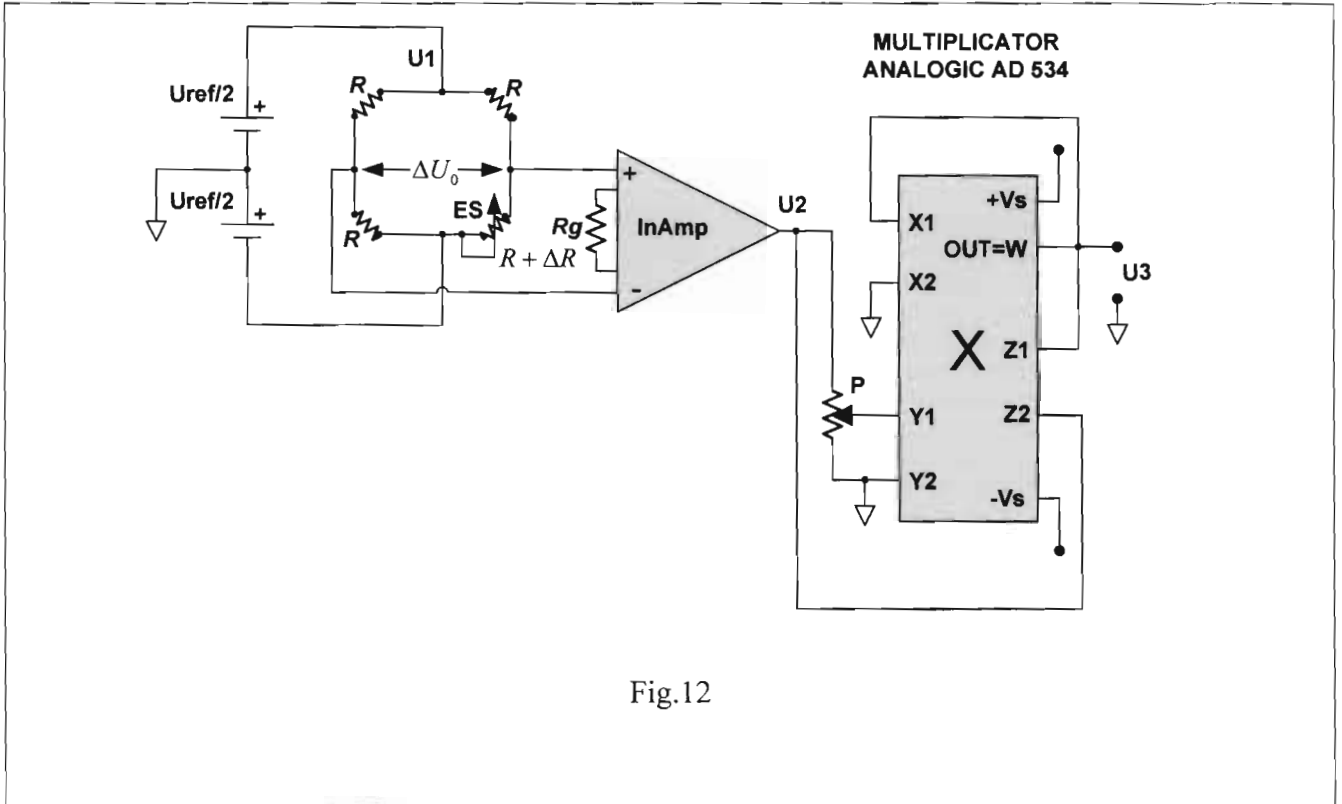 MULTIPLICATOR
ANALOGIC AD 534
U1
R
R
Uref/2
+
ΔU₀
Uref/2
+
ES
R
R + ΔR
+
Rg
InAmp
-
U2
P
X1
X2
Y1
Y2
X
+Vs
OUT=W
Z1
Z2
-Vs
U3
Fig.12